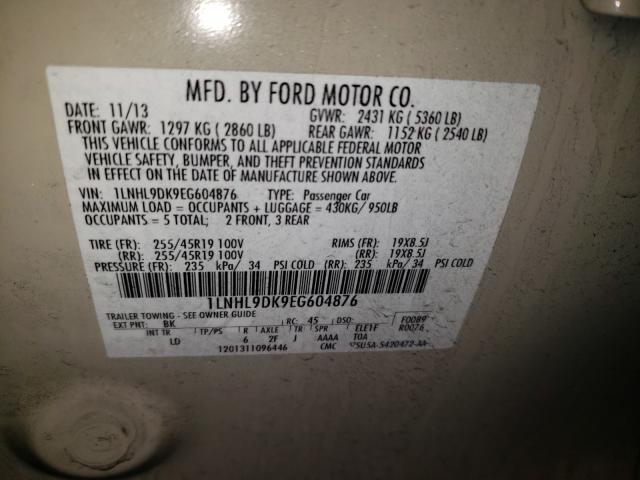 MFD. BY FORD MOTOR CO.
DATE: 11/13 GVWR: 2431 KG ( 5360 LB)
FRONT GAWR: 1297 KG ( 2860 LB) REAR GAWR: 1152 KG ( 2540 LB)
THIS VEHICLE CONFORMS TO ALL APPLICABLE FEDERAL MOTOR
VEHICLE SAFETY, BUMPER, AND THEFT PREVENTION STANDARDS
IN EFFECT ON THE DATE OF MANUFACTURE SHOWN ABOVE.
VIN: 1LNHL9DK9EG604876 TYPE: Passenger Car
MAXIMUM LOAD = OCCUPANTS + LUGGAGE = 430KG/ 950LB
OCCUPANTS = 5 TOTAL; 2 FRONT, 3 REAR
TIRE (FR): 255/45R19 100V RIMS (FR): 19X8.5J
(RR): 255/45R19 100V (RR): 19X8.5J
PRESSURE (FR): 235 kPa/ 34 PSI COLD (RR): 235 kPa/ 34 PSI COLD
1LNHL9DK9EG604876
TRAILER TOWING - SEE OWNER GUIDE
EXT PNT: BK RC: 45 DSO: F0089
INT TR TP/PS R AXLE TR SPR ELE1F R0076
LD 6 2F J AAAA T0A
1201311096446 CMC 5U5A-5420472-AA